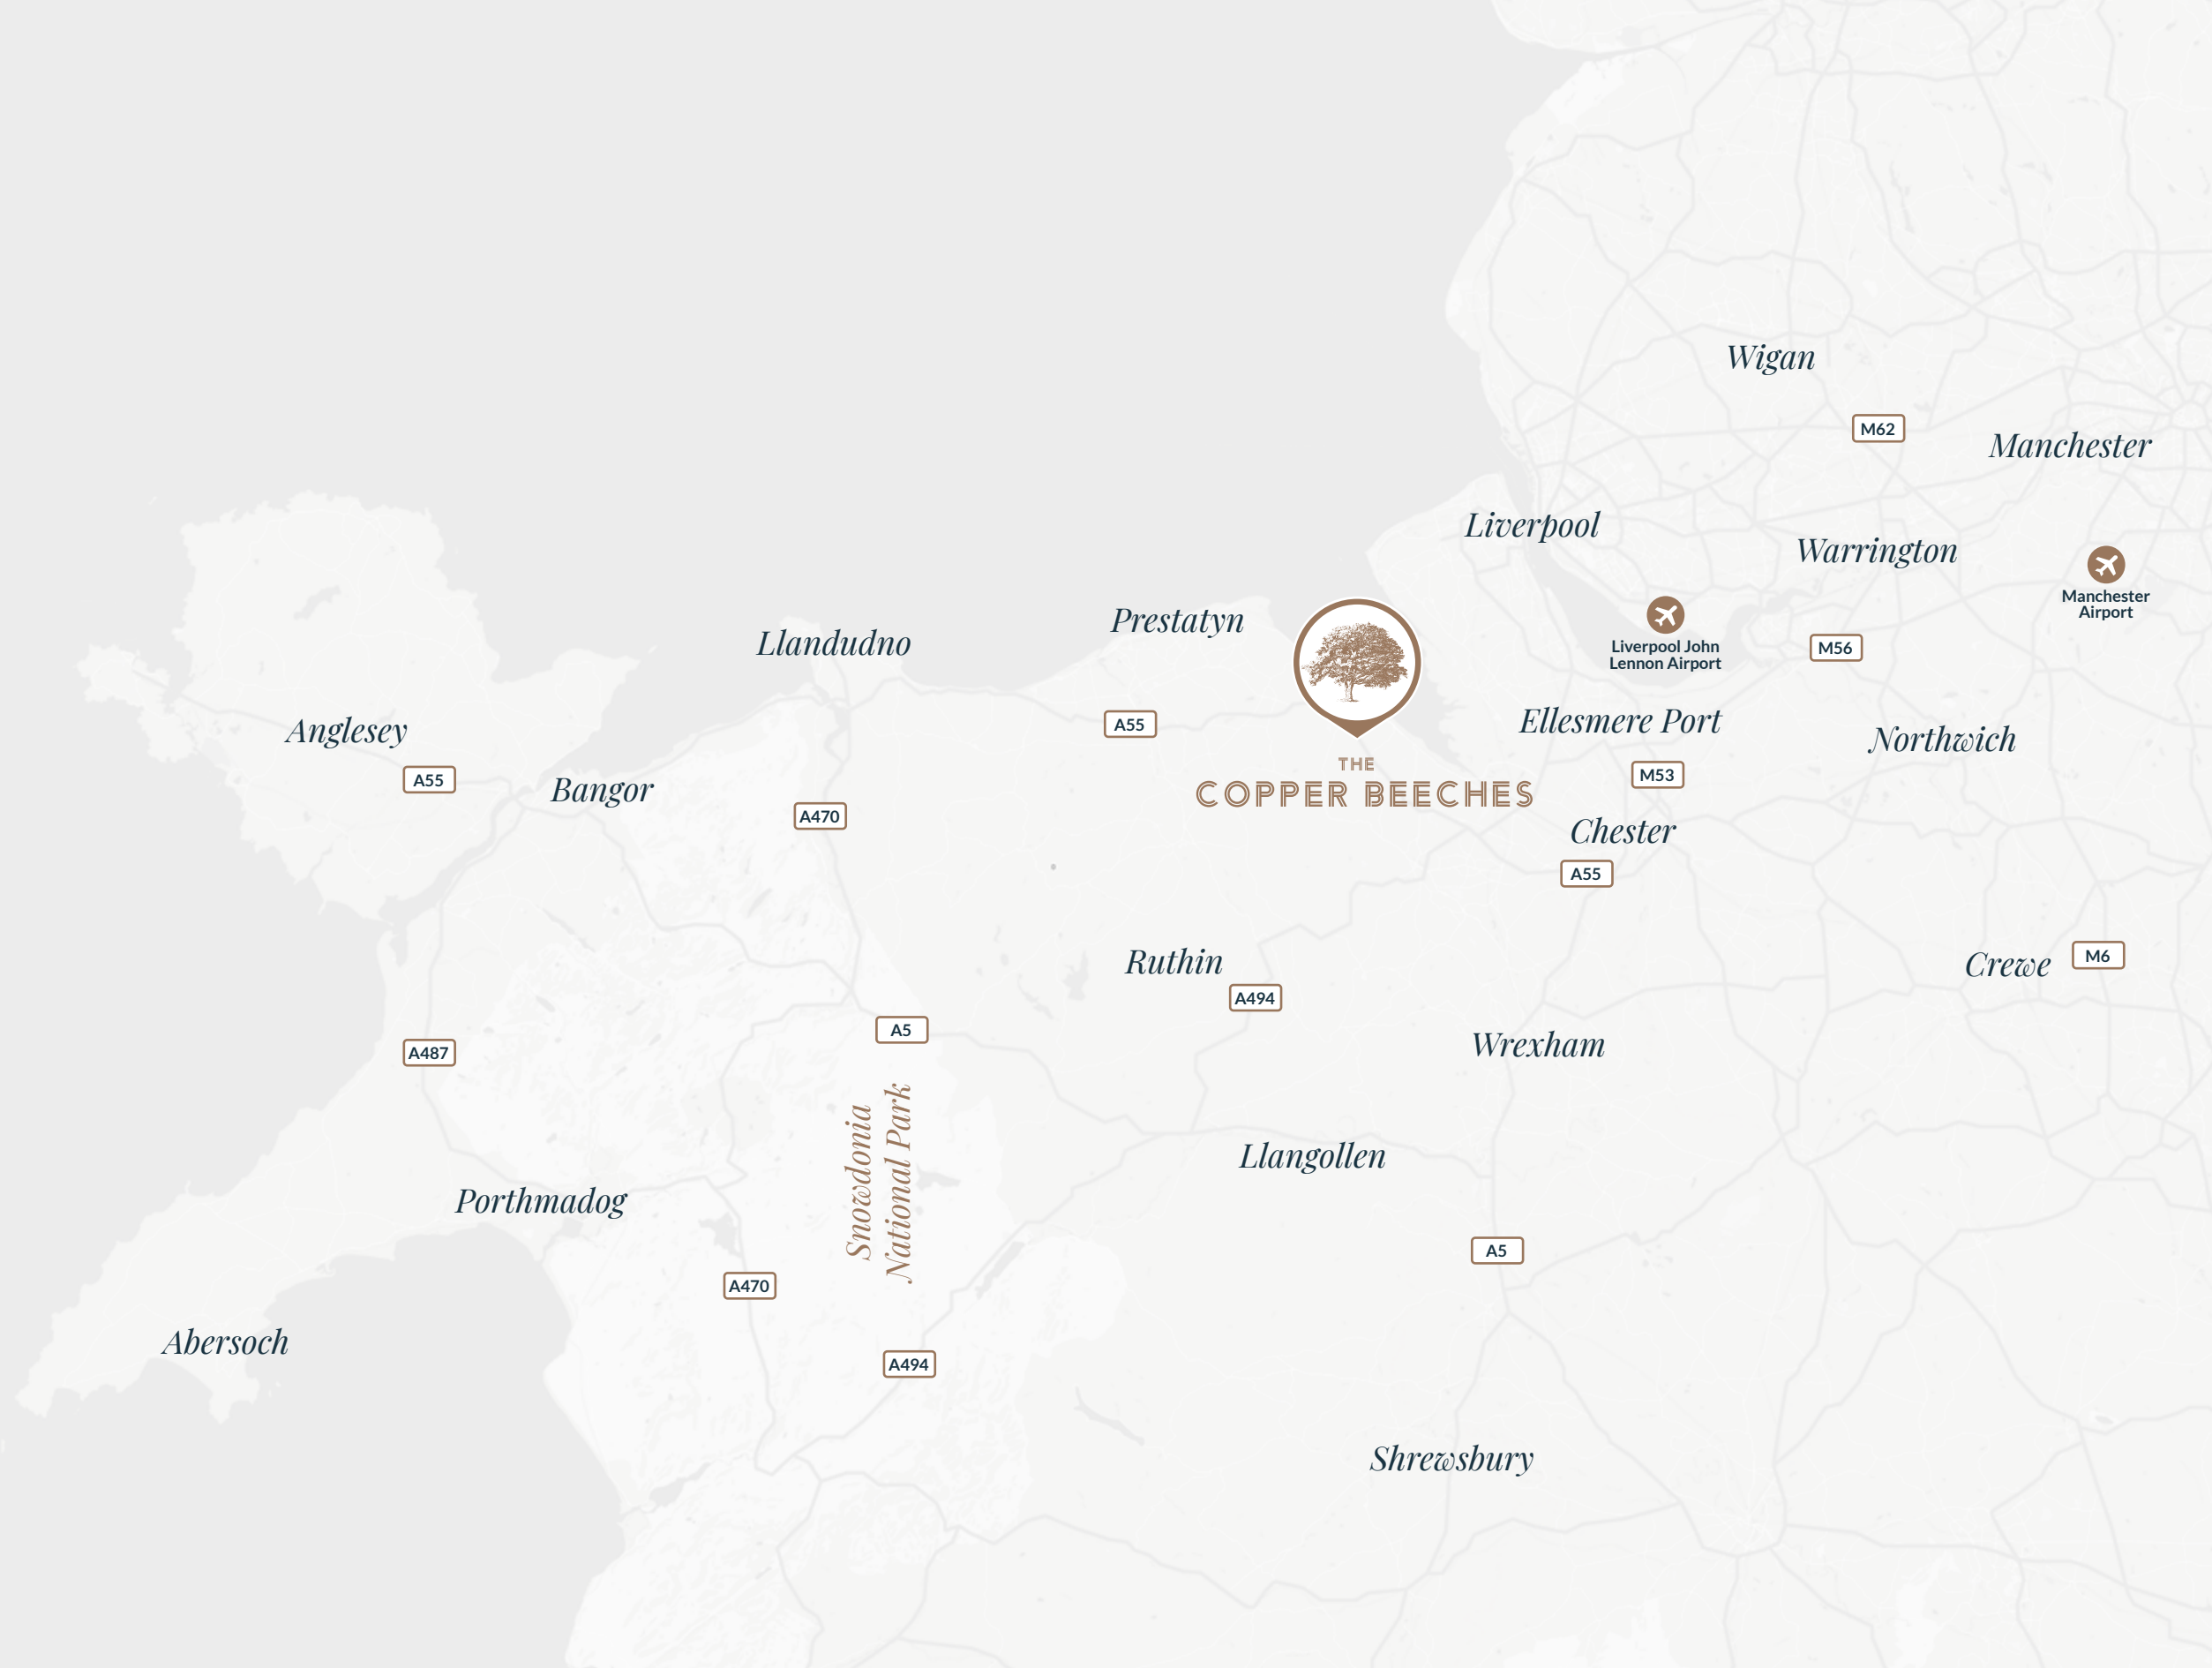 Wigan
M62
Manchester
Liverpool
Warrington
Manchester
Airport
Prestatyn
Llandudno
Liverpool John
Lennon Airport
M56
Anglesey
A55
Ellesmere Port
Northwich
A55
Bangor
THE
COPPER BEECHES
M53
A470
Chester
A55
Ruthin
Crewe
M6
A494
A5
A487
Wrexham
Snowdonia
National Park
Llangollen
Porthmadog
A5
A470
Abersoch
A494
Shrewsbury